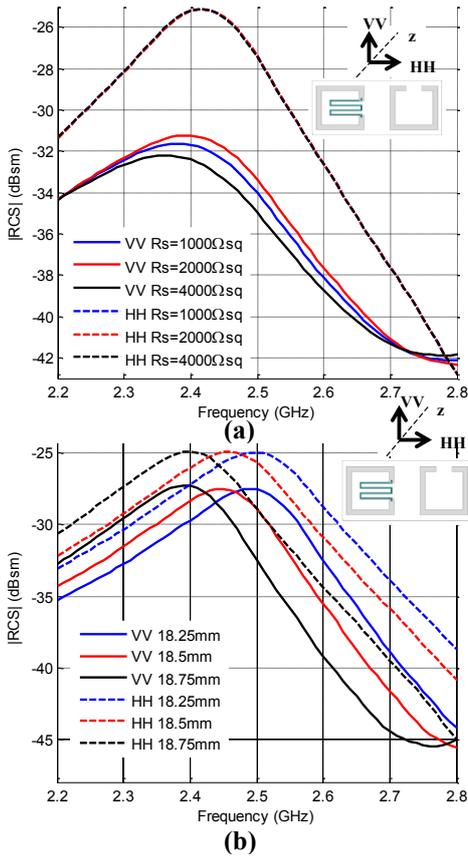 VV
z
HH
-26
-28
-30
-32
-34
-36
-38
-40
-42
|RCS| (dBsm)
VV Rs=1000Ωsq
VV Rs=2000Ωsq
VV Rs=4000Ωsq
HH Rs=1000Ωsq
HH Rs=2000Ωsq
HH Rs=4000Ωsq
2.2 2.3 2.4 2.5 2.6 2.7 2.8
Frequency (GHz)
(a)
VV
z
HH
-25
-30
-35
-40
-45
|RCS| (dBsm)
VV 18.25mm
VV 18.5mm
VV 18.75mm
HH 18.25mm
HH 18.5mm
HH 18.75mm
2.2 2.3 2.4 2.5 2.6 2.7 2.8
Frequency (GHz)
(b)